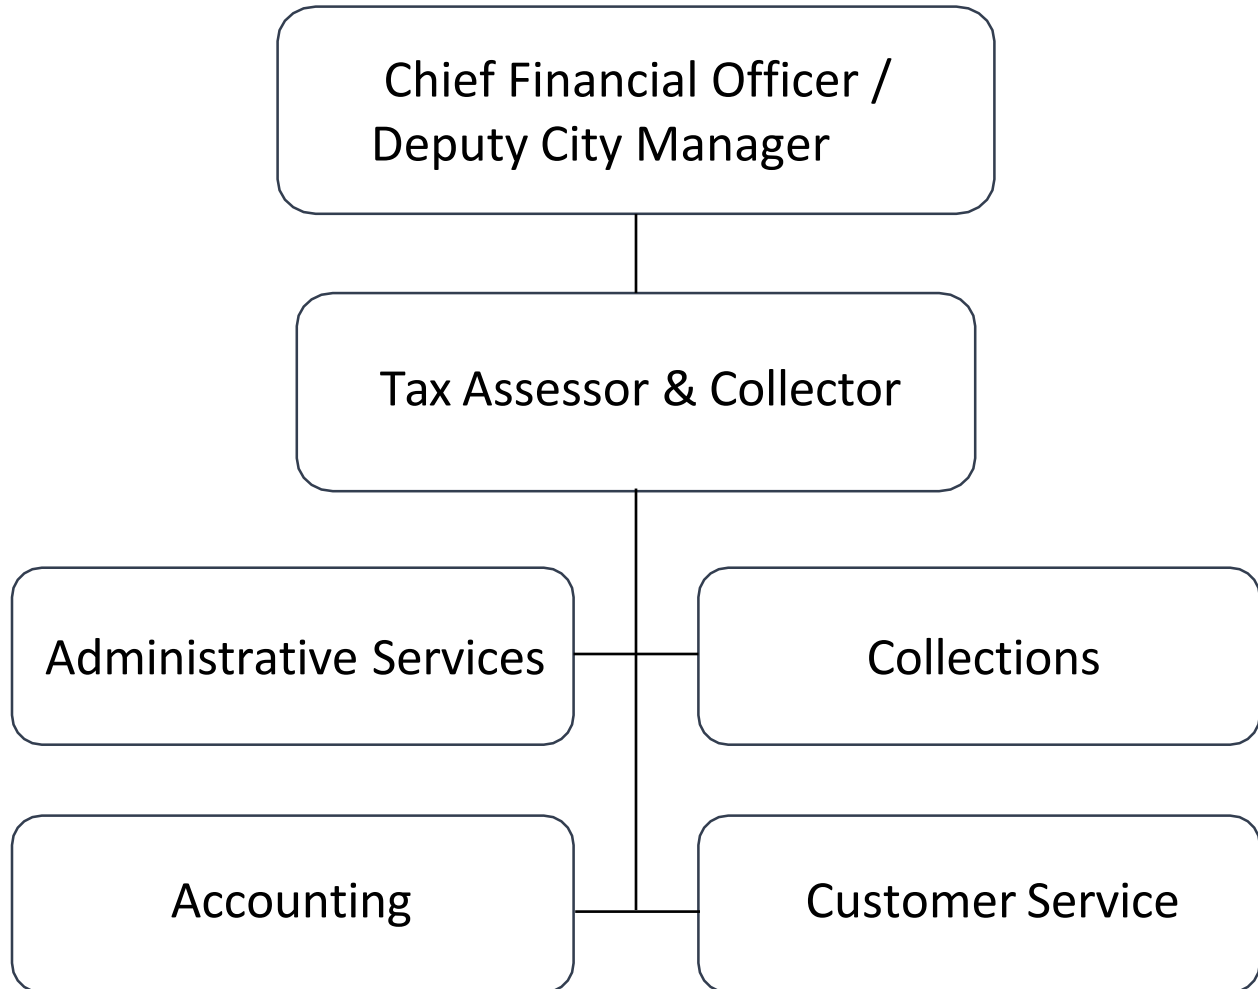 Chief Financial Officer /
Deputy City Manager
Tax Assessor & Collector
Administrative Services
Collections
Accounting
Customer Service